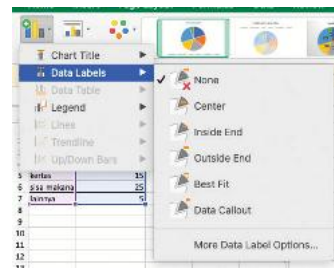 Chart Title
Data Labels
Data Table
Legend
Lines
Trendline
Up/Down Bars
None
Center
Inside End
Outside End
Best Fit
Data Callout
More Data Label Options...
5 kertas 15
6 sisa makana 25
7 lainnya 5
8
9
10
11
12